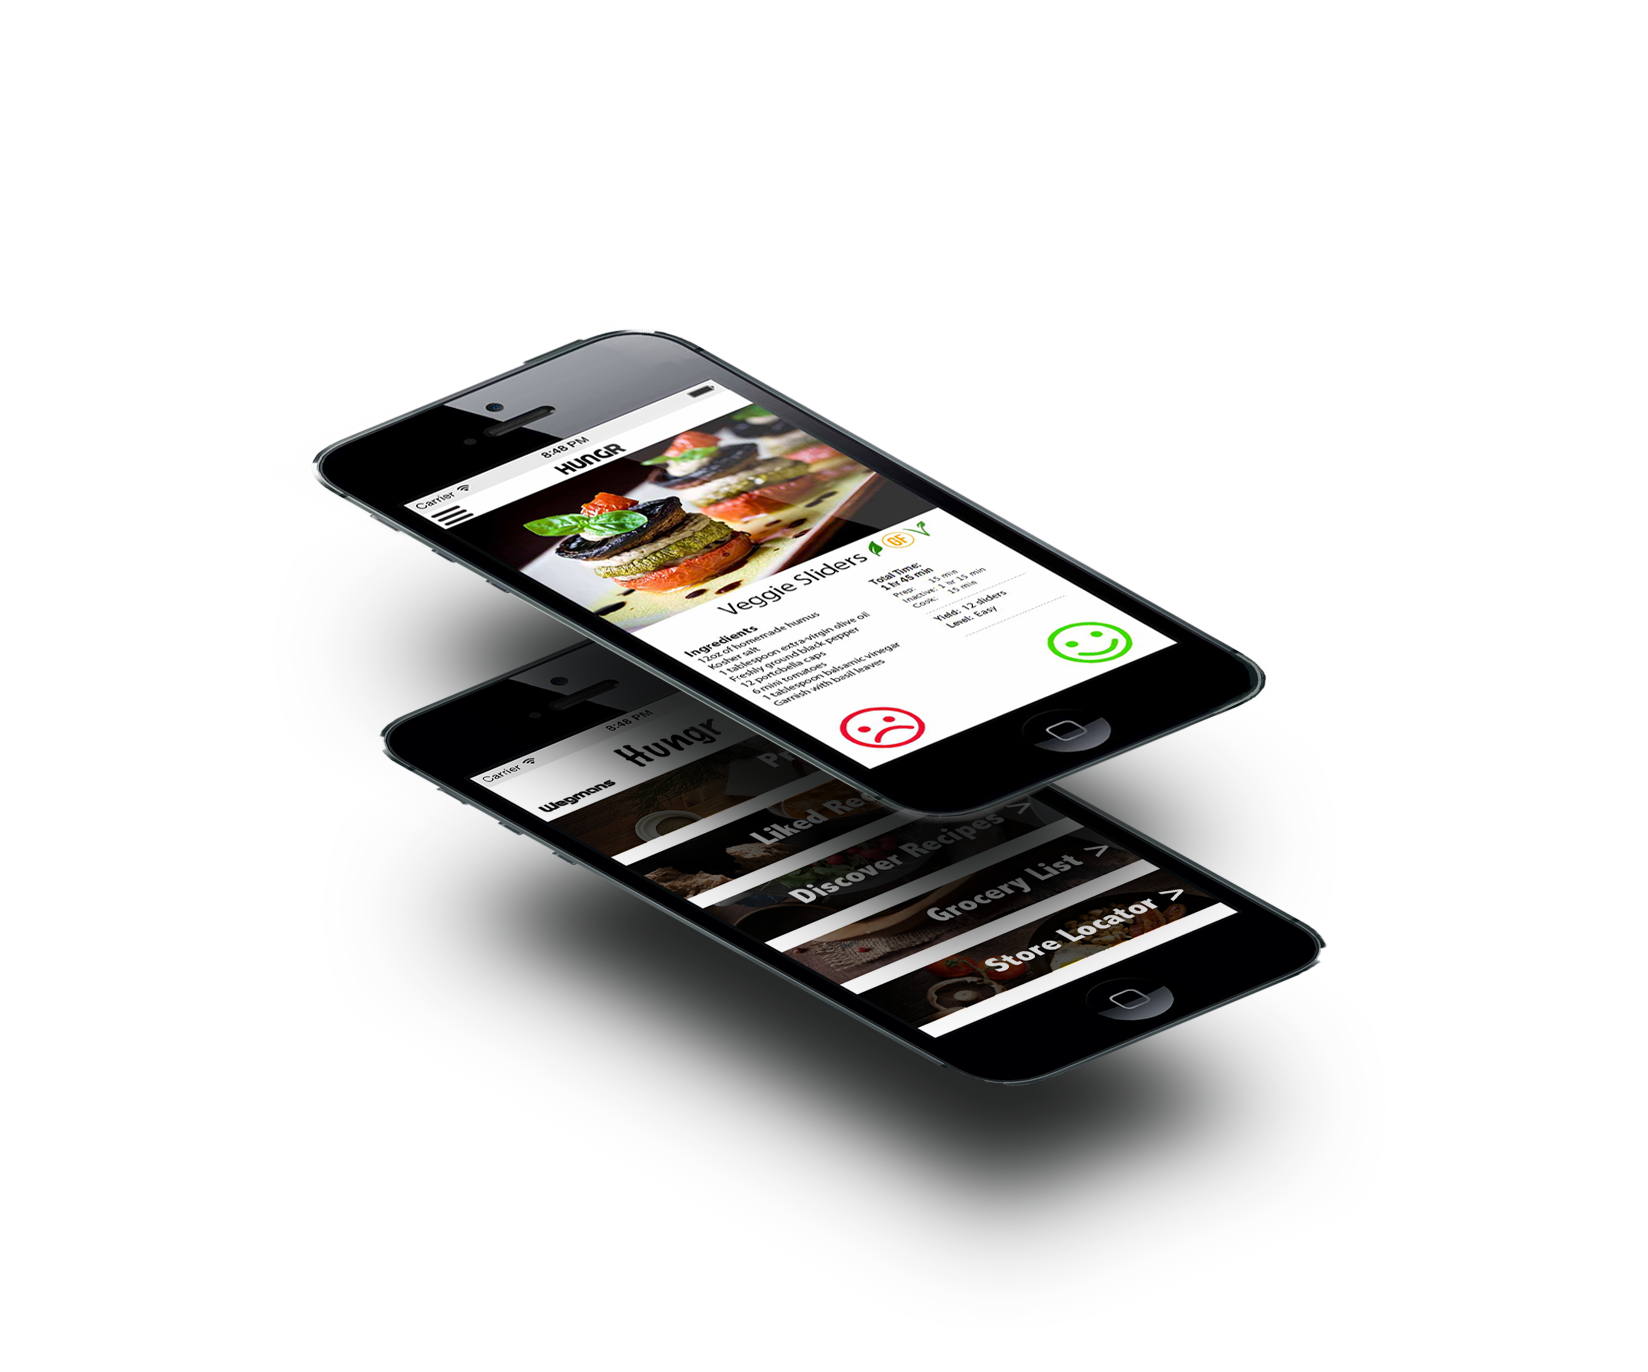 Carrier 8:48 PM
HUNGR
Veggie Sliders GF V
Ingredients
12oz of homemade humus
Kosher salt
1 tablespoon extra-virgin olive oil
Freshly ground black pepper
12 portobella caps
6 mini tomatoes
1 tablespoon balsamic vinegar
Garnish with basil leaves
Total Time:
1 hr 45 min
Prep: 15 min
Inactive: 1 hr 15 min
Cook: 15 min
Yield: 12 sliders
Level: Easy
Carrier 8:48 PM
Hungr
Wegmans
Liked
Discover Recipes >
Grocery List >
Store Locator >